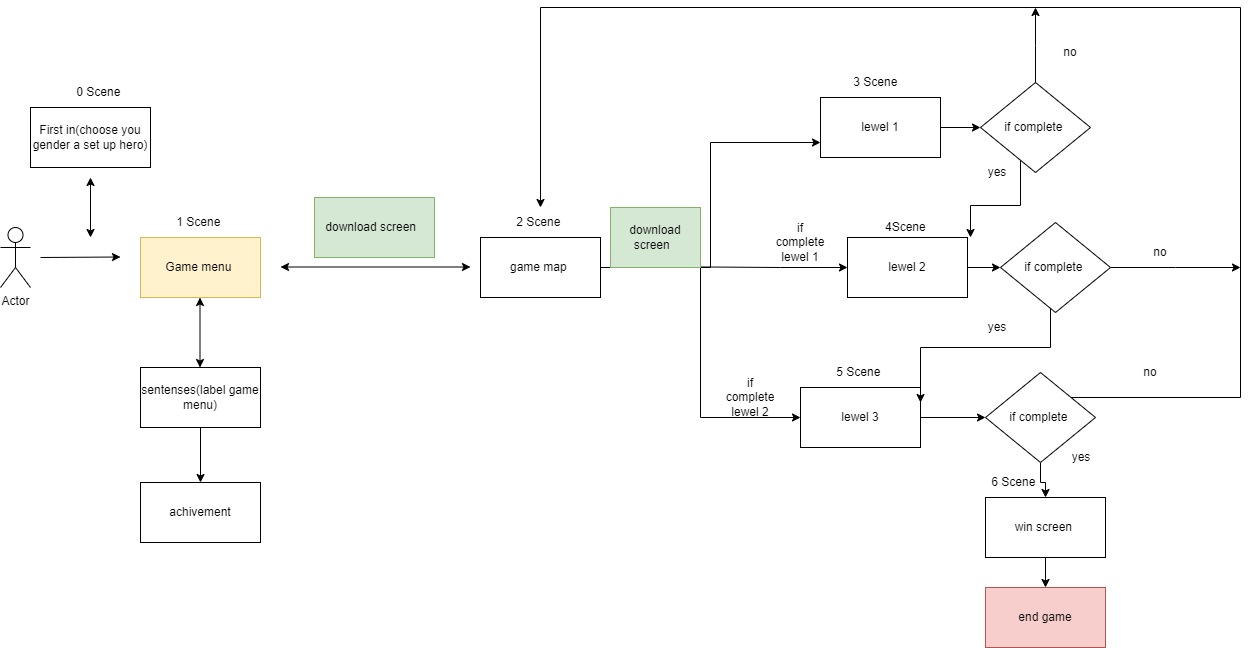 0 Scene
First in(choose you
gender a set up hero)
Actor
1 Scene
Game menu
sentenses(label game
menu)
achivement
download screen
2 Scene
game map
download
screen
3 Scene
lewel 1
if complete
no
yes
if
complete
level 1
4Scene
lewel 2
if complete
no
yes
if
complete
lewel 2
5 Scene
lewel 3
if complete
no
yes
6 Scene
win screen
end game